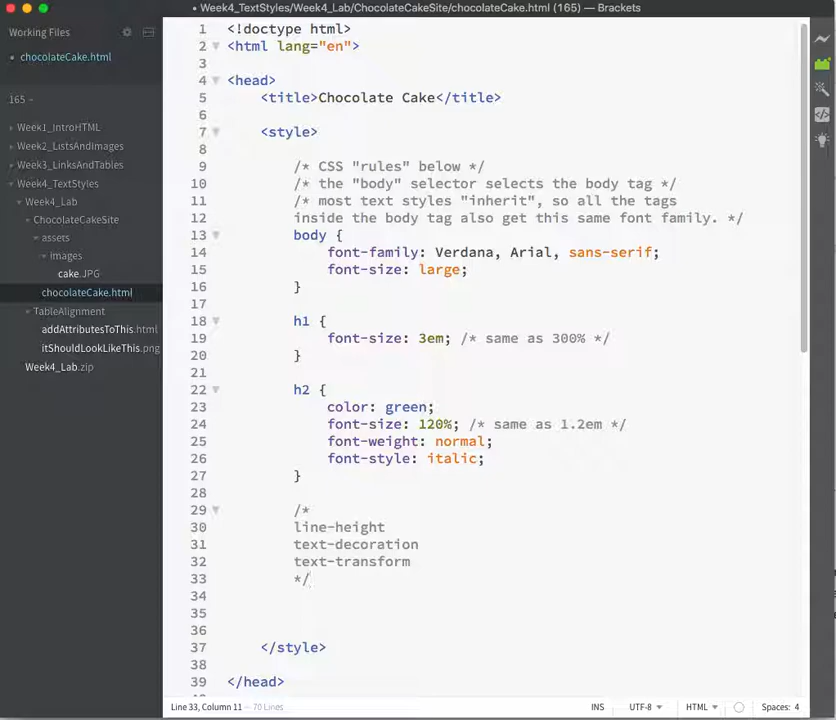 • Week4_TextStyles/Week4_Lab/ChocolateCakeSite/chocolateCake.html (165) — Brackets
Working Files
• chocolateCake.html
165
Week1_IntroHTML
Week2_ListsAndImages
Week3_LinksAndTables
Week4_TextStyles
Week4_Lab
ChocolateCakeSite
assets
images
cake.JPG
chocolateCake.html
TableAlignment
addAttributesToThis.html
itShouldLookLikeThis.png
Week4_Lab.zip
1 <!doctype html>
2 <html lang="en">
3
4 <head>
5 <title>Chocolate Cake</title>
6
7 <style>
8
9 /* CSS "rules" below */
10 /* the "body" selector selects the body tag */
11 /* most text styles "inherit", so all the tags
12 inside the body tag also get this same font family. */
13 body {
14 font-family: Verdana, Arial, sans-serif;
15 font-size: large;
16 }
17
18 h1 {
19 font-size: 3em; /* same as 300% */
20 }
21
22 h2 {
23 color: green;
24 font-size: 120%; /* same as 1.2em */
25 font-weight: normal;
26 font-style: italic;
27 }
28
29 /*
30 line-height
31 text-decoration
32 text-transform
33 */
34
35
36
37 </style>
38
39 </head>
Line 33, Column 11 — 70 Lines
INS UTF-8 HTML Spaces: 4